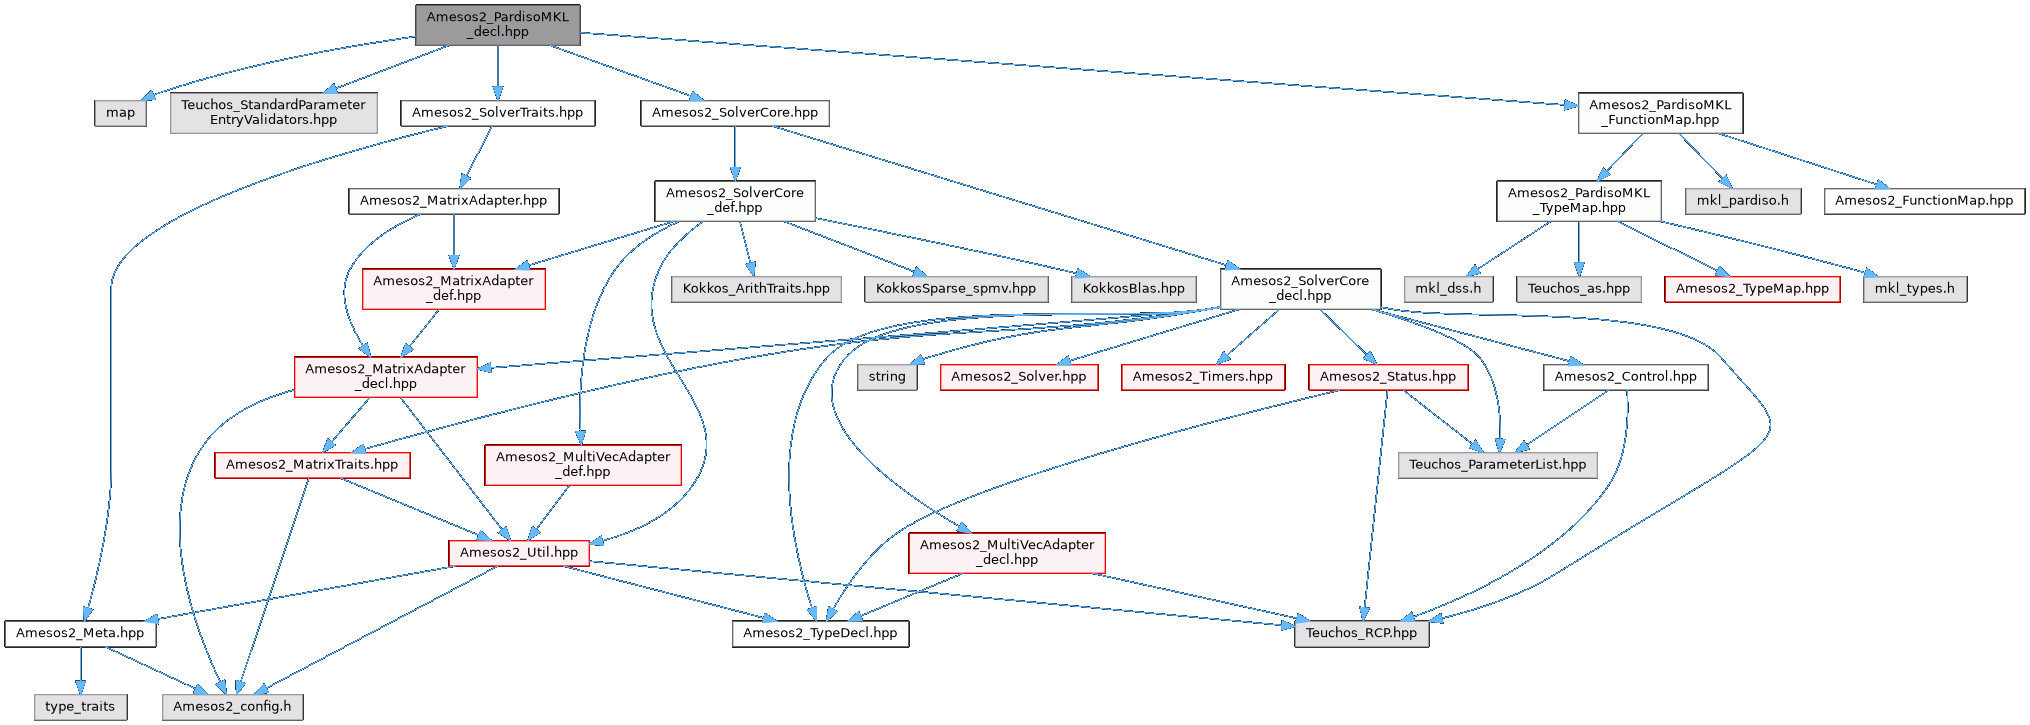 Amesos2_PardisoMKL
_decl.hpp
map
Teuchos_StandardParameter
EntryValidators.hpp
Amesos2_SolverTraits.hpp
Amesos2_SolverCore.hpp
Amesos2_PardisoMKL
_FunctionMap.hpp
Amesos2_MatrixAdapter.hpp
Amesos2_SolverCore
_def.hpp
Amesos2_PardisoMKL
_TypeMap.hpp
mkl_pardiso.h
Amesos2_FunctionMap.hpp
Amesos2_MatrixAdapter
_def.hpp
Kokkos_ArithTraits.hpp
KokkosSparse_spmv.hpp
KokkosBlas.hpp
Amesos2_SolverCore
_decl.hpp
mkl_dss.h
Teuchos_as.hpp
Amesos2_TypeMap.hpp
mkl_types.h
Amesos2_MatrixAdapter
_decl.hpp
string
Amesos2_Solver.hpp
Amesos2_Timers.hpp
Amesos2_Status.hpp
Amesos2_Control.hpp
Amesos2_MatrixTraits.hpp
Amesos2_MultiVecAdapter
_def.hpp
Teuchos_ParameterList.hpp
Amesos2_Util.hpp
Amesos2_MultiVecAdapter
_decl.hpp
Amesos2_Meta.hpp
Amesos2_TypeDecl.hpp
Teuchos_RCP.hpp
type_traits
Amesos2_config.h